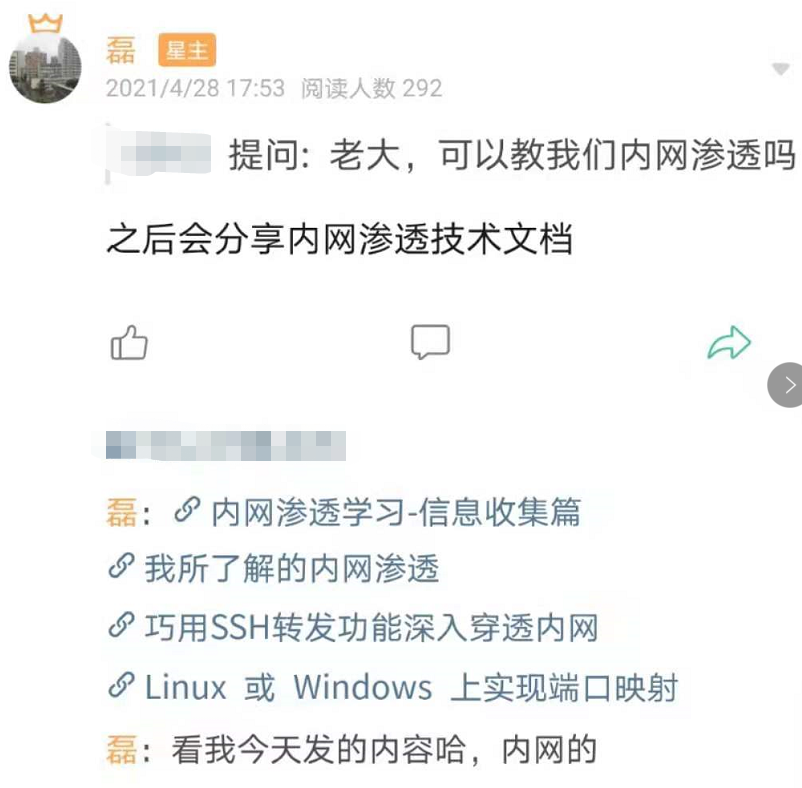 磊 星主
2021/4/28 17:53 阅读人数 292
提问: 老大，可以教我们内网渗透吗
之后会分享内网渗透技术文档
磊: 内网渗透学习-信息收集篇
我所了解的内网渗透
巧用SSH转发功能深入穿透内网
Linux 或 Windows 上实现端口映射
磊: 看我今天发的内容哈，内网的